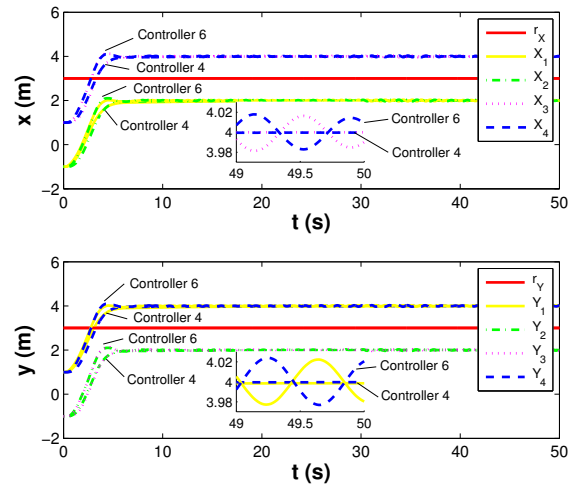 6
4
2
0
−2
x (m)
0
10
20
30
40
50
t (s)
Controller 6
Controller 4
Controller 6
Controller 4
4.02
4
3.98
49
49.5
50
Controller 6
Controller 4
r_X
X_1
X_2
X_3
X_4
6
4
2
0
−2
y (m)
0
10
20
30
40
50
t (s)
Controller 6
Controller 4
Controller 6
Controller 4
4.02
4
3.98
49
49.5
50
Controller 6
Controller 4
r_Y
Y_1
Y_2
Y_3
Y_4